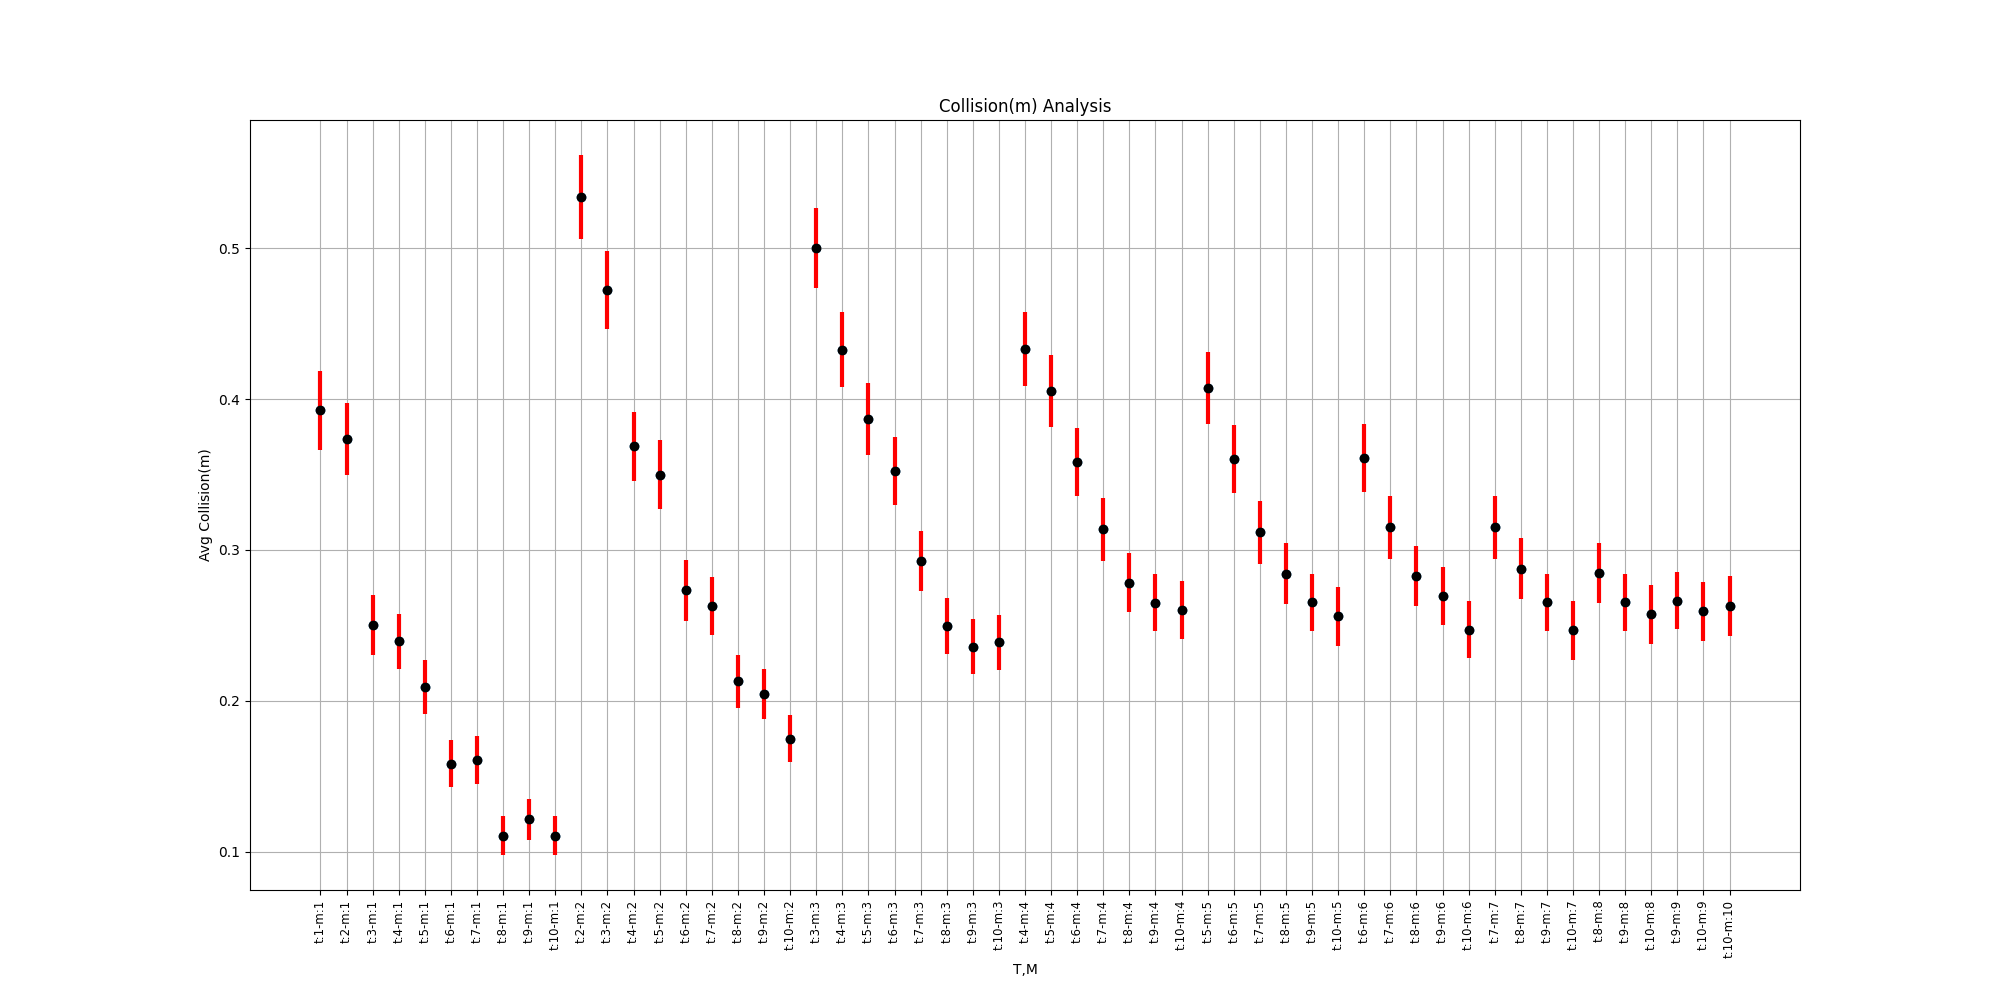 Collision(m) Analysis
Avg Collision(m)
0.5
0.4
0.3
0.2
0.1
t:1-m:1
t:2-m:1
t:3-m:1
t:4-m:1
t:5-m:1
t:6-m:1
t:7-m:1
t:8-m:1
t:9-m:1
t:10-m:1
t:2-m:2
t:3-m:2
t:4-m:2
t:5-m:2
t:6-m:2
t:7-m:2
t:8-m:2
t:9-m:2
t:10-m:2
t:3-m:3
t:4-m:3
t:5-m:3
t:6-m:3
t:7-m:3
t:8-m:3
t:9-m:3
t:10-m:3
t:4-m:4
t:5-m:4
t:6-m:4
t:7-m:4
t:8-m:4
t:9-m:4
t:10-m:4
t:5-m:5
t:6-m:5
t:7-m:5
t:8-m:5
t:9-m:5
t:10-m:5
t:6-m:6
t:7-m:6
t:8-m:6
t:9-m:6
t:10-m:6
t:7-m:7
t:8-m:7
t:9-m:7
t:10-m:7
t:8-m:8
t:9-m:8
t:10-m:8
t:9-m:9
t:10-m:9
t:10-m:10
T,M